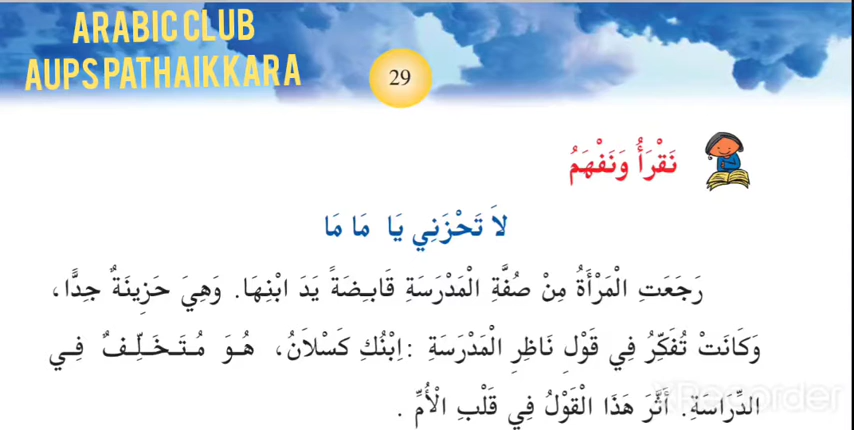 ARABIC CLUB
AUPS PATHAIKKARA
29
نَقْرَأُ وَنَفْهَمُ
لاَ تَحْزَنِي يَا مَا مَا
رَجَعَتِ الْمَرْأَةُ مِنْ صُفَّةِ الْمَدْرَسَةِ قَابِضَةً يَدَ ابْنِهَا. وَهِيَ حَزِينَةٌ جِدًّا،
وَكَانَتْ تُفَكِّرُ فِي قَوْلِ نَاظِرِ الْمَدْرَسَةِ :اِبْنُكِ كَسْلاَنُ، هُوَ مُتَخَلِّفٌ فِي
الدِّرَاسَةِ. أَثَّرَ هَذَا الْقَوْلُ فِي قَلْبِ الْأُمِّ .
XRecorder